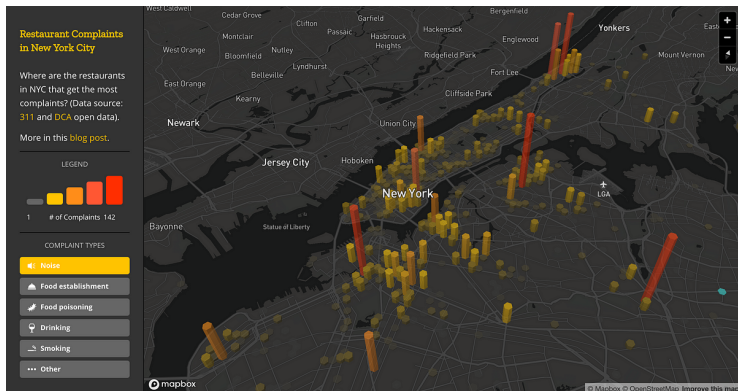 Restaurant Complaints
in New York City
Where are the restaurants
in NYC that get the most
complaints? (Data source:
311 and DCA open data).
More in this blog post.
LEGEND
1 # of Complaints 142
COMPLAINT TYPES
Noise
Food establishment
Food poisoning
Drinking
Smoking
Other
West Caldwell
Cedar Grove
Clifton
Garfield
Bergenfield
Passaic
Hackensack
Yonkers
Montclair
Hasbrouck
Heights
Englewood
West Orange
Nutley
Ridgefield Park
Mount Vernon
Bloomfield
Lyndhurst
Fort Lee
Belleville
East Orange
Cliffside Park
Kearny
Newark
Union City
Jersey City
Hoboken
New York
LGA
Bayonne
Statue of Liberty
mapbox
© Mapbox © OpenStreetMap Improve this map